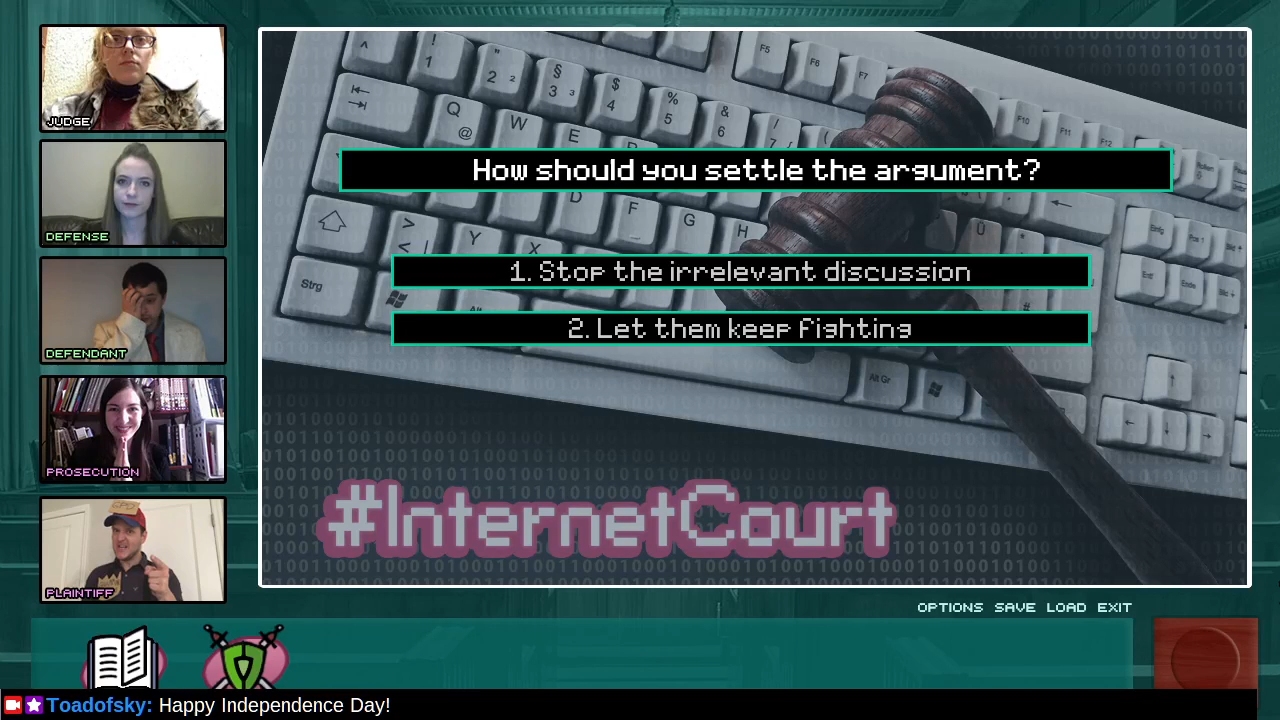 JUDGE
DEFENSE
DEFENDANT
PROSECUTION
PLAINTIFF
How should you settle the argument?
1. Stop the irrelevant discussion
2. Let them keep fighting
#InternetCourt
OPTIONS SAVE LOAD EXIT
Toadofsky: Happy Independence Day!